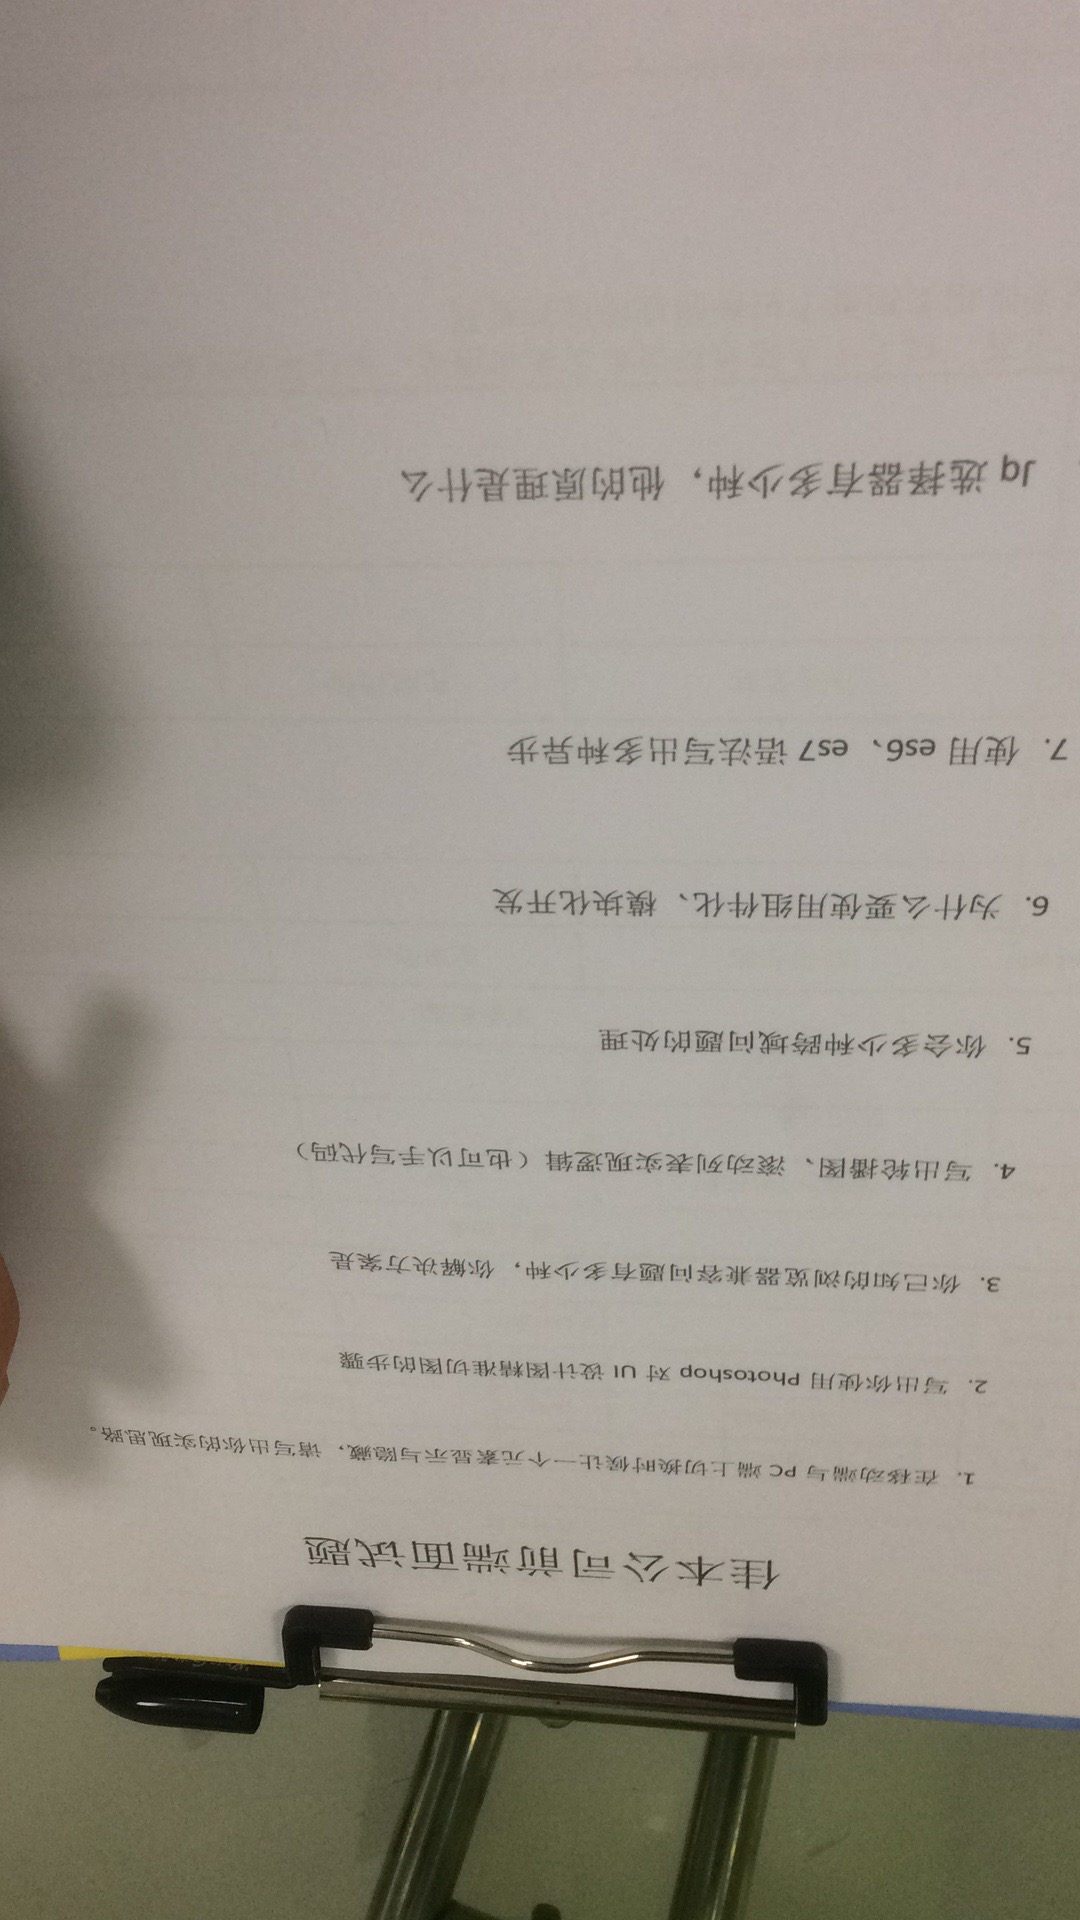 佳本公司前端面试题
1. 在移动端与 PC 端上切换时候让一个元素显示与隐藏，请写出你的实现思路。
2. 写出你使用 Photoshop 对 UI 设计图精准切图的步骤
3. 你已知的浏览器兼容问题有多少种，你解决方案是
4. 写出轮播图、滚动列表实现逻辑（也可以手写代码）
5. 你会多少种跨域问题的处理
6. 为什么要使用组件化、模块化开发
7. 使用 es6、es7 语法写出多种异步
Jq 选择器有多少种，他的原理是什么